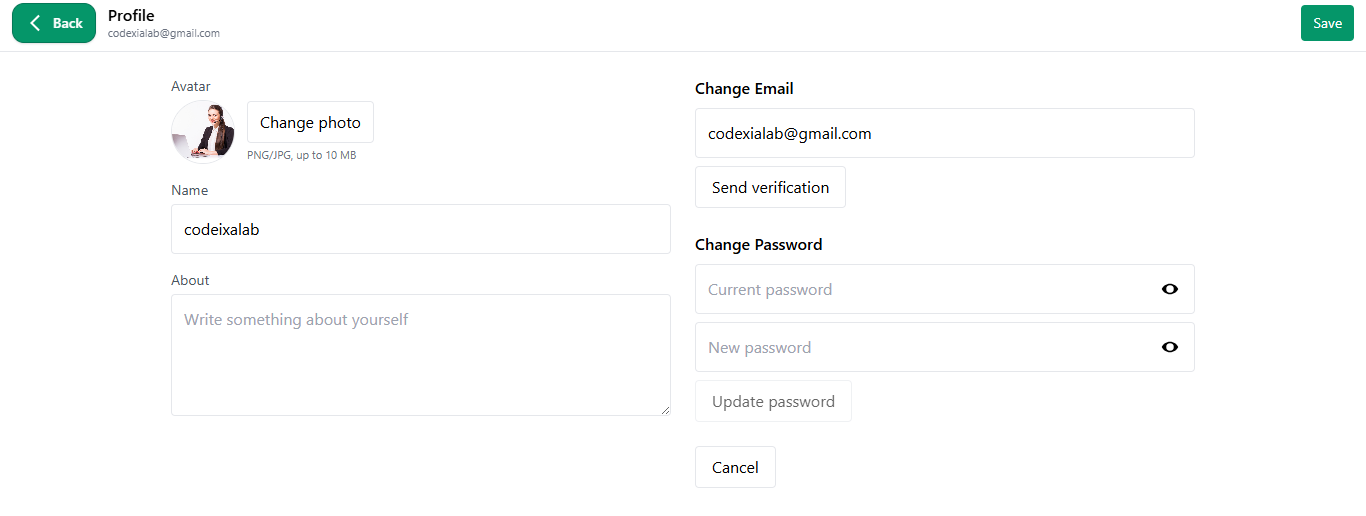 Back
Profile
codexialab@gmail.com
Save
Avatar
Change photo
PNG/JPG, up to 10 MB
Name
codeixalab
About
Write something about yourself
Change Email
codexialab@gmail.com
Send verification
Change Password
Current password
New password
Update password
Cancel